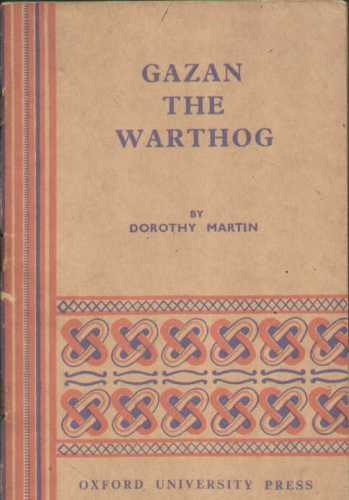 GAZAN
THE
WARTHOG
BY
DOROTHY MARTIN
OXFORD UNIVERSITY PRESS